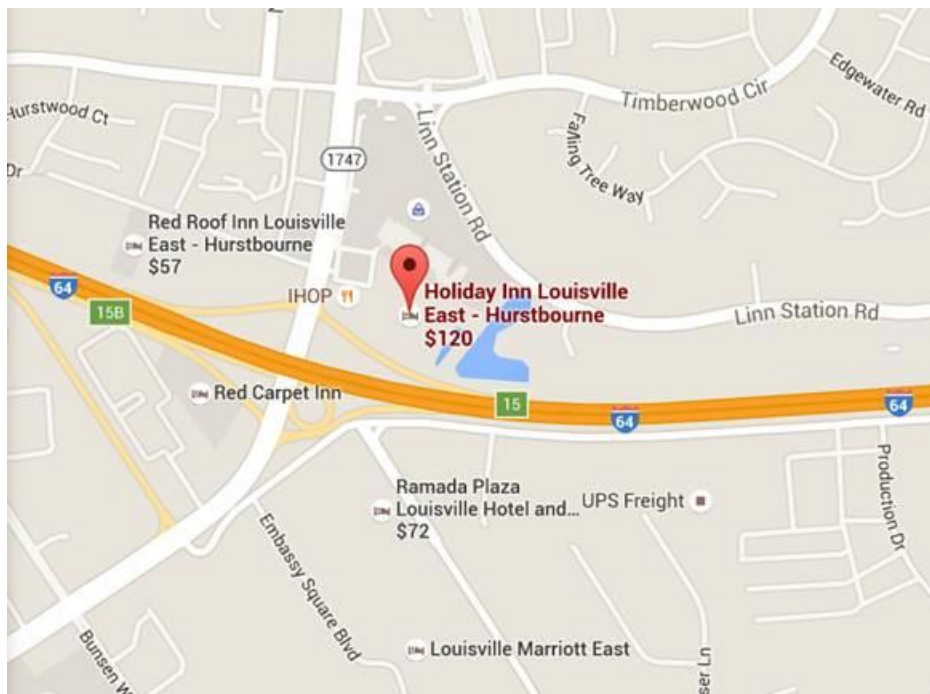 Timberwood Cir
Edgewater Rd
Hurstwood Ct
Linn Station Rd
Falling Tree Way
1747
Dr
Red Roof Inn Louisville
East - Hurstbourne
$57
64
15B
IHOP
Holiday Inn Louisville
East - Hurstbourne
$120
Linn Station Rd
Red Carpet Inn
15
64
64
Ramada Plaza
Louisville Hotel and...
$72
UPS Freight
Production Dr
Embassy Square Blvd
Bunsen W
Louisville Marriott East
ser Ln